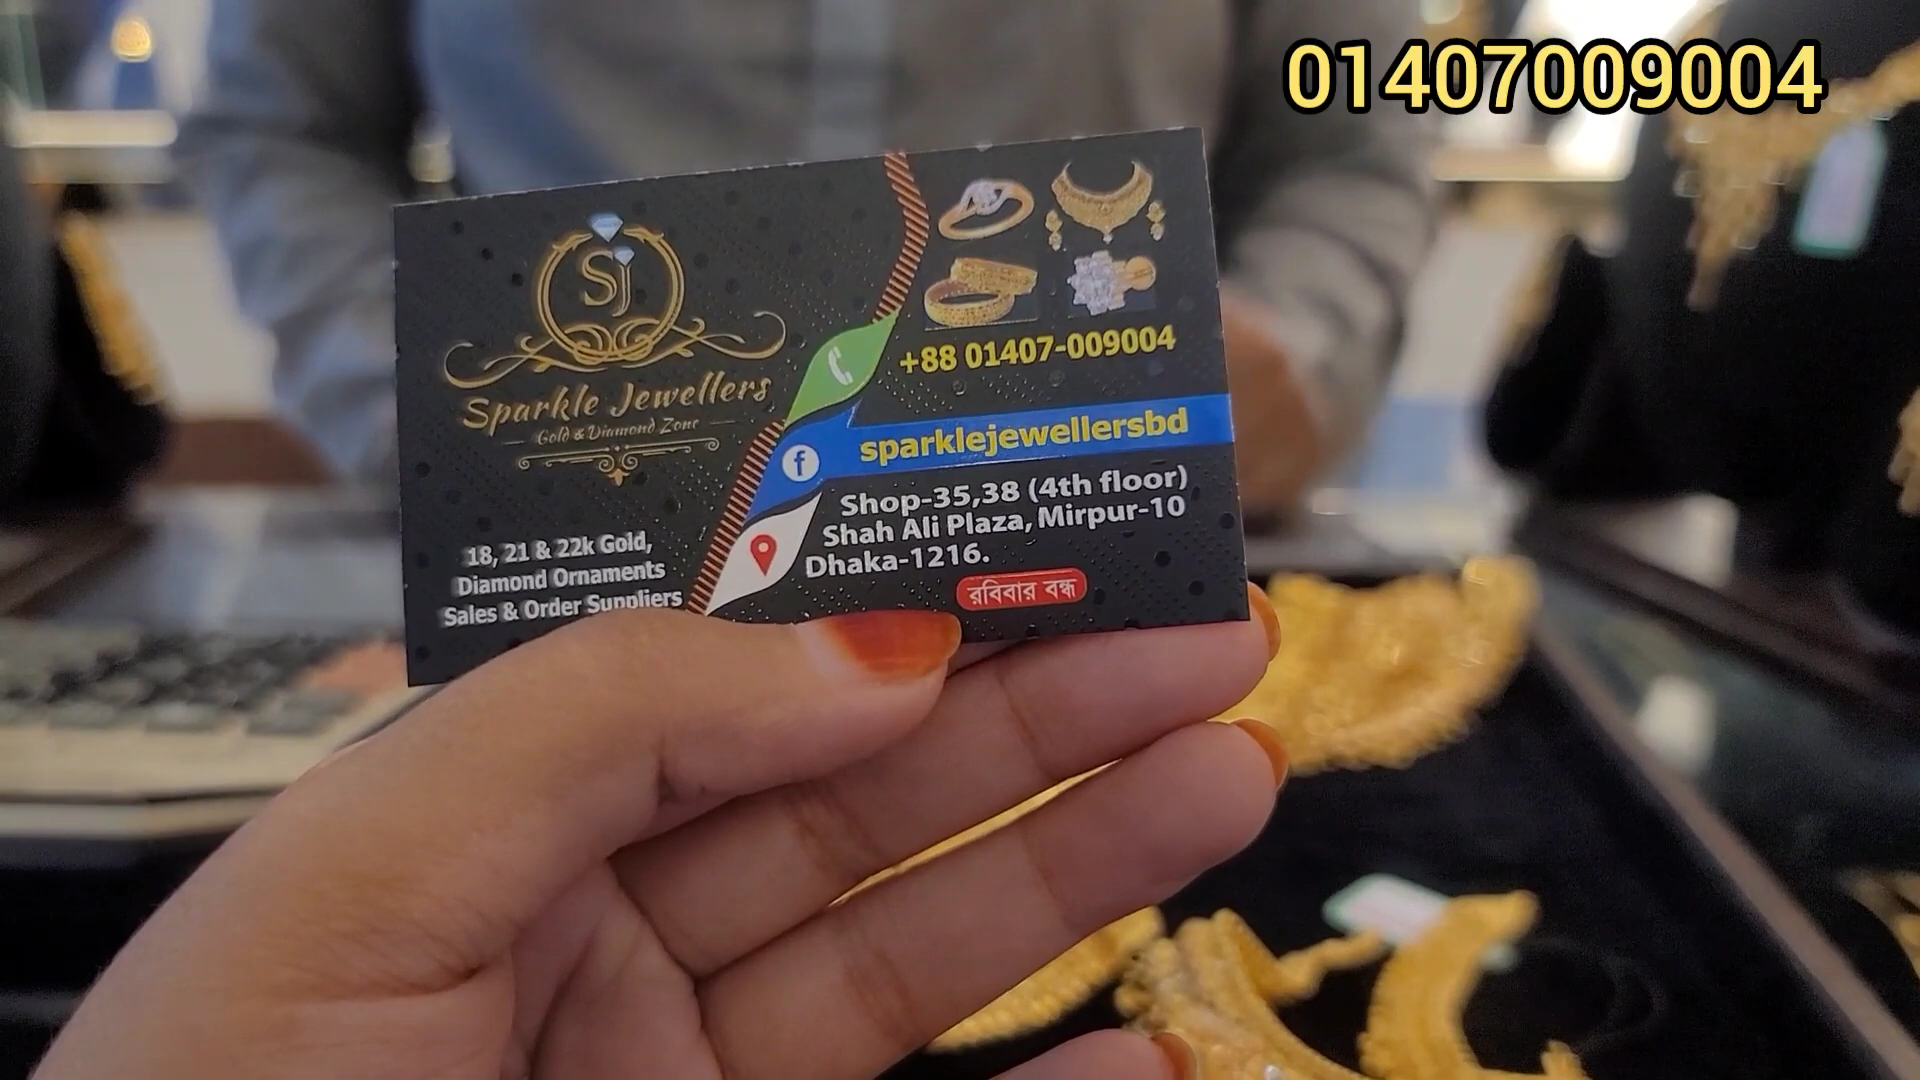 01407009004
SJ
Sparkle Jewellers
Gold & Diamond Zone
18, 21 & 22k Gold,
Diamond Ornaments
Sales & Order Suppliers
+88 01407-009004
f sparklejewellersbd
Shop-35,38 (4th floor)
Shah Ali Plaza, Mirpur-10
Dhaka-1216.
রবিবার বন্ধ